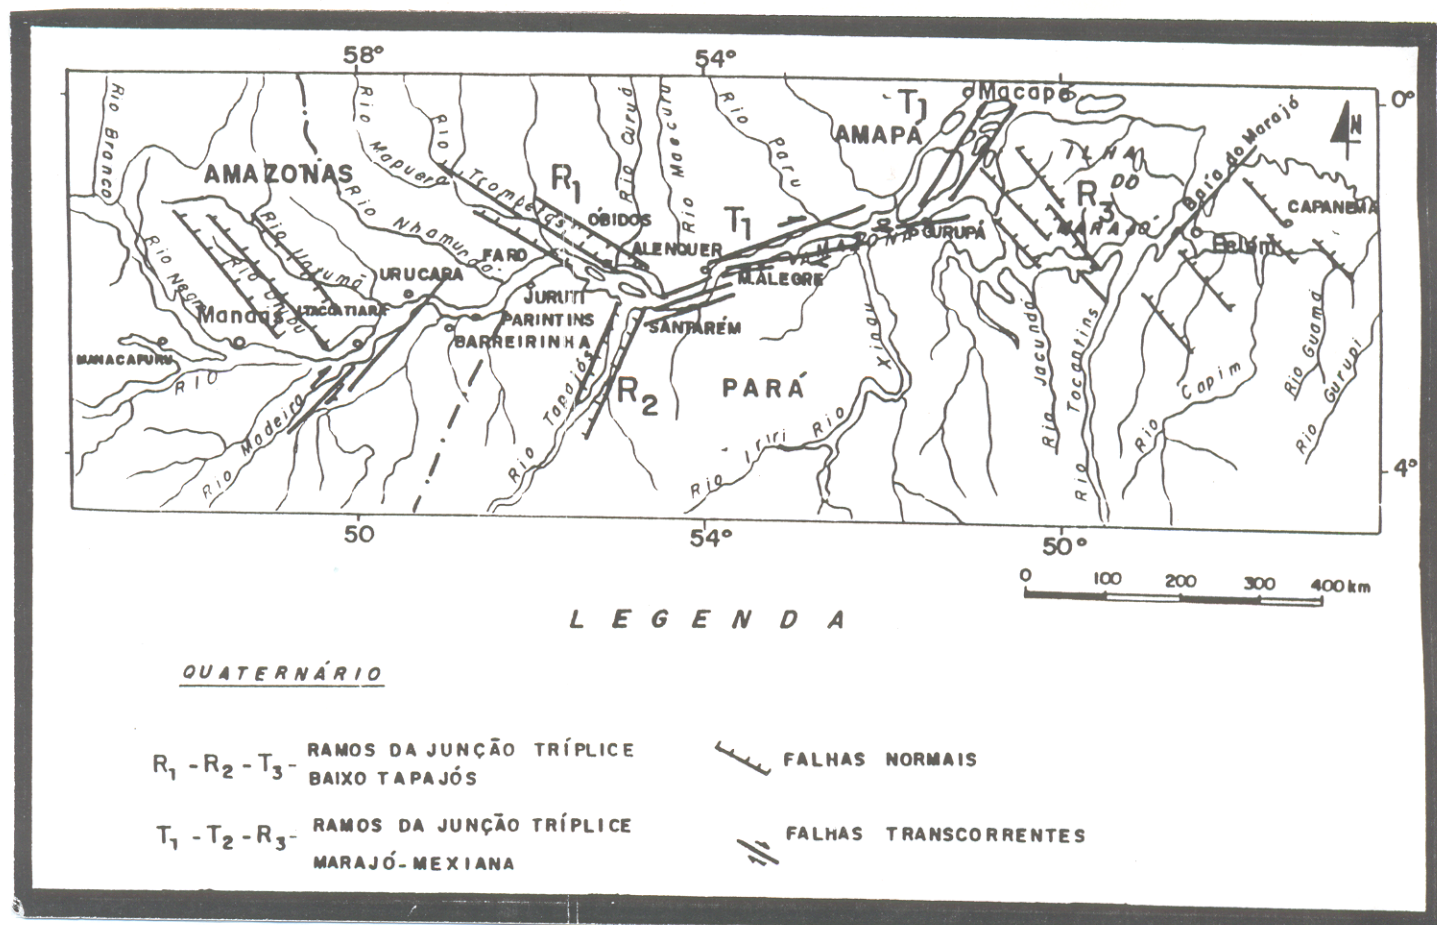 58°
54°
0°
Rio Branco
Rio
Mapuera
Rio
Trombetas
Rio Curuá
Rio Maecuru
Rio
Paru
T1
Macapá
AMAPÁ
Baía do Marajó
ILHA
DO
MARAJÓ
R3
AMAZONAS
R1
ÓBIDOS
T1
CAPANEMA
Rio
Nhamundá
FARO
ALENQUER
AMAZONAS
GURUPÁ
Belém
Rio Negro
Rio Urubu
URUCARA
M.ALEGRE
JURUTI
Manaus
ITACOATIARA
PARINTINS
SANTARÉM
BARREIRINHA
MANACAPURU
RIO
Rio Madeira
Rio Tapajós
R2
PARÁ
Xingu
Rio Iriri
Rio
Rio Jacundá
Rio Tocantins
Rio Capim
Rio Guamá
Rio Gurupi
4°
50
54°
50°
N
0 100 200 300 400 km
LEGENDA
QUATERNÁRIO
R1 - R2 - T3 - RAMOS DA JUNÇÃO TRÍPLICE
BAIXO TAPAJÓS
FALHAS NORMAIS
T1 - T2 - R3 - RAMOS DA JUNÇÃO TRÍPLICE
MARAJÓ-MEXIANA
FALHAS TRANSCORRENTES